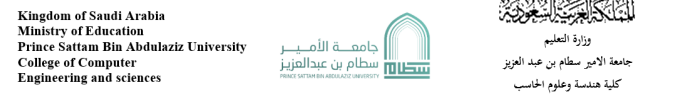 Kingdom of Saudi Arabia
Ministry of Education
Prince Sattam Bin Abdulaziz University
College of Computer
Engineering and sciences
جامعة الأمير
سطام بن عبدالعزيز
PRINCE SATTAM BIN ABDULAZIZ UNIVERSITY
سطام
المملكة العربية السعودية
وزارة التعليم
جامعة الامير سطام بن عبد العزيز
كلية هندسة وعلوم الحاسب